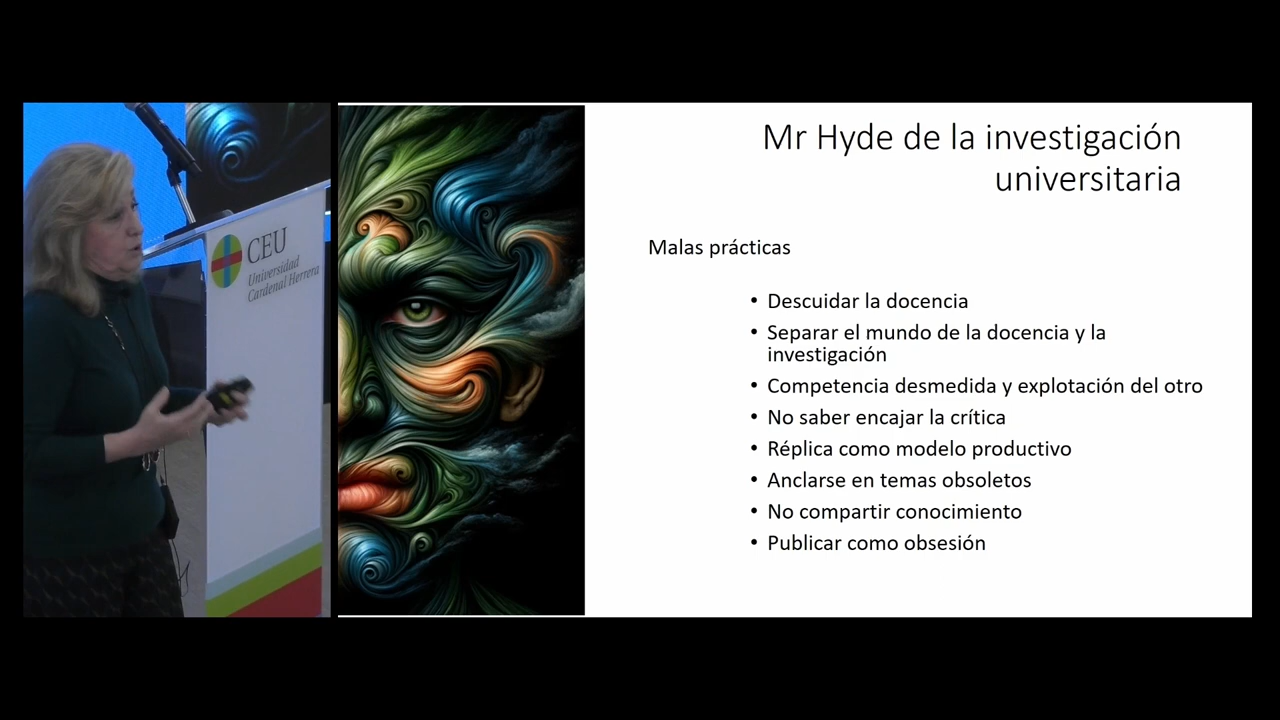 CEU
Universidad
Cardenal Herrera
Mr Hyde de la investigación
universitaria
Malas prácticas
• Descuidar la docencia
• Separar el mundo de la docencia y la
investigación
• Competencia desmedida y explotación del otro
• No saber encajar la crítica
• Réplica como modelo productivo
• Anclarse en temas obsoletos
• No compartir conocimiento
• Publicar como obsesión